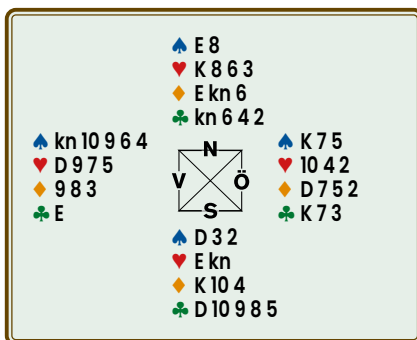 ♠ E 8
♥ K 8 6 3
♦ E kn 6
♣ kn 6 4 2
♠ kn 10 9 6 4
♥ D 9 7 5
♦ 9 8 3
♣ E
N
V Ö
S
♠ K 7 5
♥ 10 4 2
♦ D 7 5 2
♣ K 7 3
♠ D 3 2
♥ E kn
♦ K 10 4
♣ D 10 9 8 5